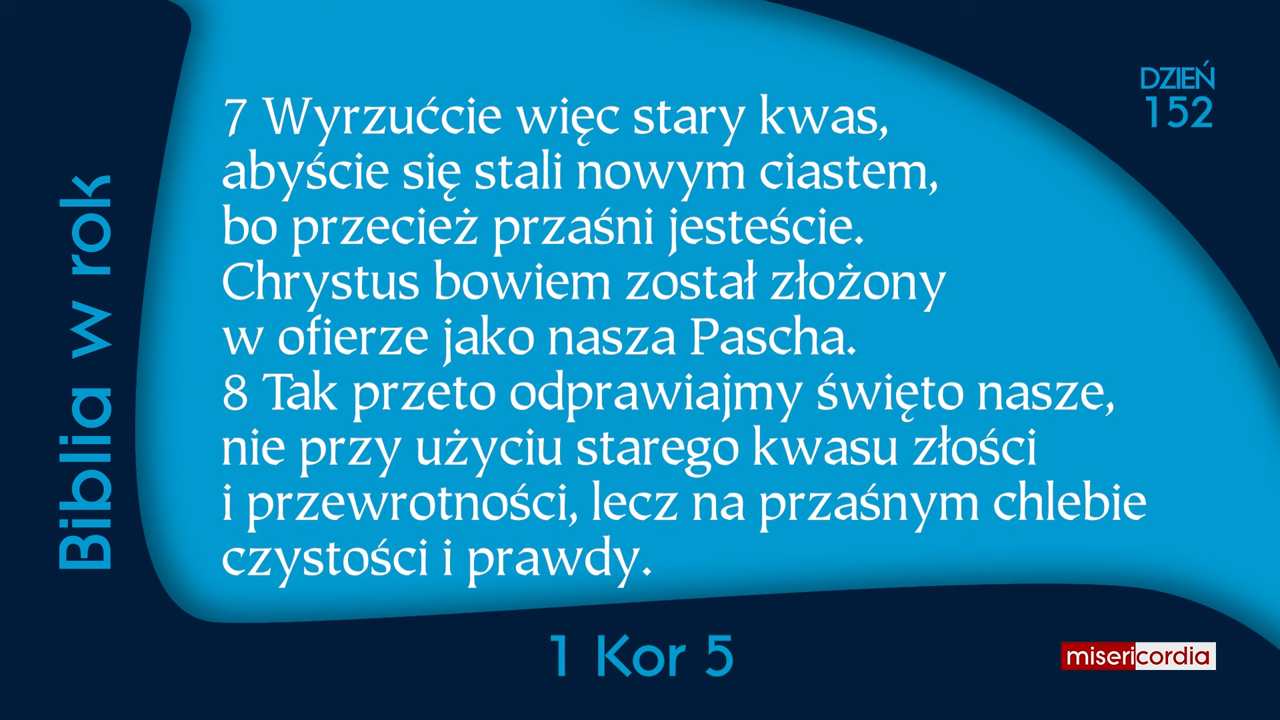 DZIEŃ
152
7 Wyrzućcie więc stary kwas,
abyście się stali nowym ciastem,
bo przecież przaśni jesteście.
Chrystus bowiem został złożony
w ofierze jako nasza Pascha.
8 Tak przeto odprawiajmy święto nasze,
nie przy użyciu starego kwasu złości
i przewrotności, lecz na przaśnym chlebie
czystości i prawdy.
Biblia w rok
1 Kor 5
misericordia